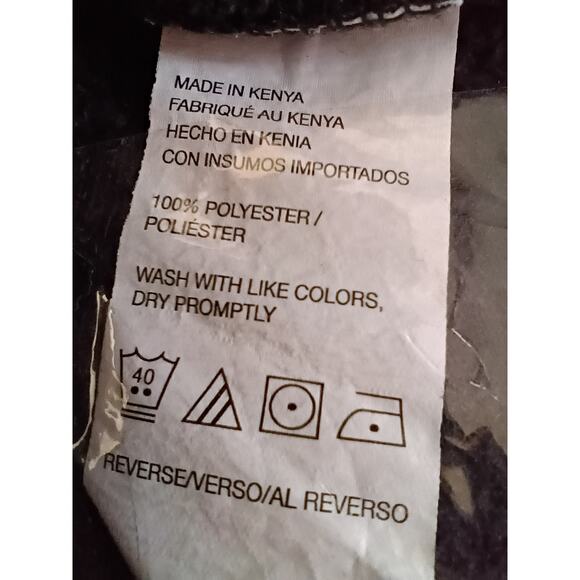 MADE IN KENYA
FABRIQUÉ AU KENYA
HECHO EN KENIA
CON INSUMOS IMPORTADOS
100% POLYESTER /
POLIÉSTER
WASH WITH LIKE COLORS,
DRY PROMPTLY
40
REVERSE/VERSO/AL REVERSO